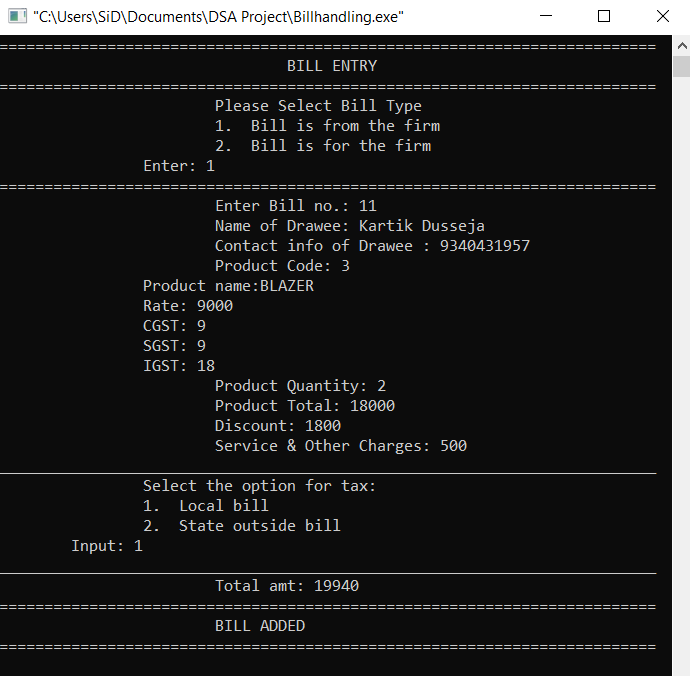 "C:\Users\SiD\Documents\DSA Project\Billhandling.exe"
=========================================================================
BILL ENTRY
=========================================================================
Please Select Bill Type
1.  Bill is from the firm
2.  Bill is for the firm
Enter: 1
=========================================================================
Enter Bill no.: 11
Name of Drawee: Kartik Dusseja
Contact info of Drawee : 9340431957
Product Code: 3
Product name:BLAZER
Rate: 9000
CGST: 9
SGST: 9
IGST: 18
Product Quantity: 2
Product Total: 18000
Discount: 1800
Service & Other Charges: 500
_________________________________________________________________________
Select the option for tax:
1.  Local bill
2.  State outside bill
Input: 1
_________________________________________________________________________
Total amt: 19940
=========================================================================
BILL ADDED
=========================================================================